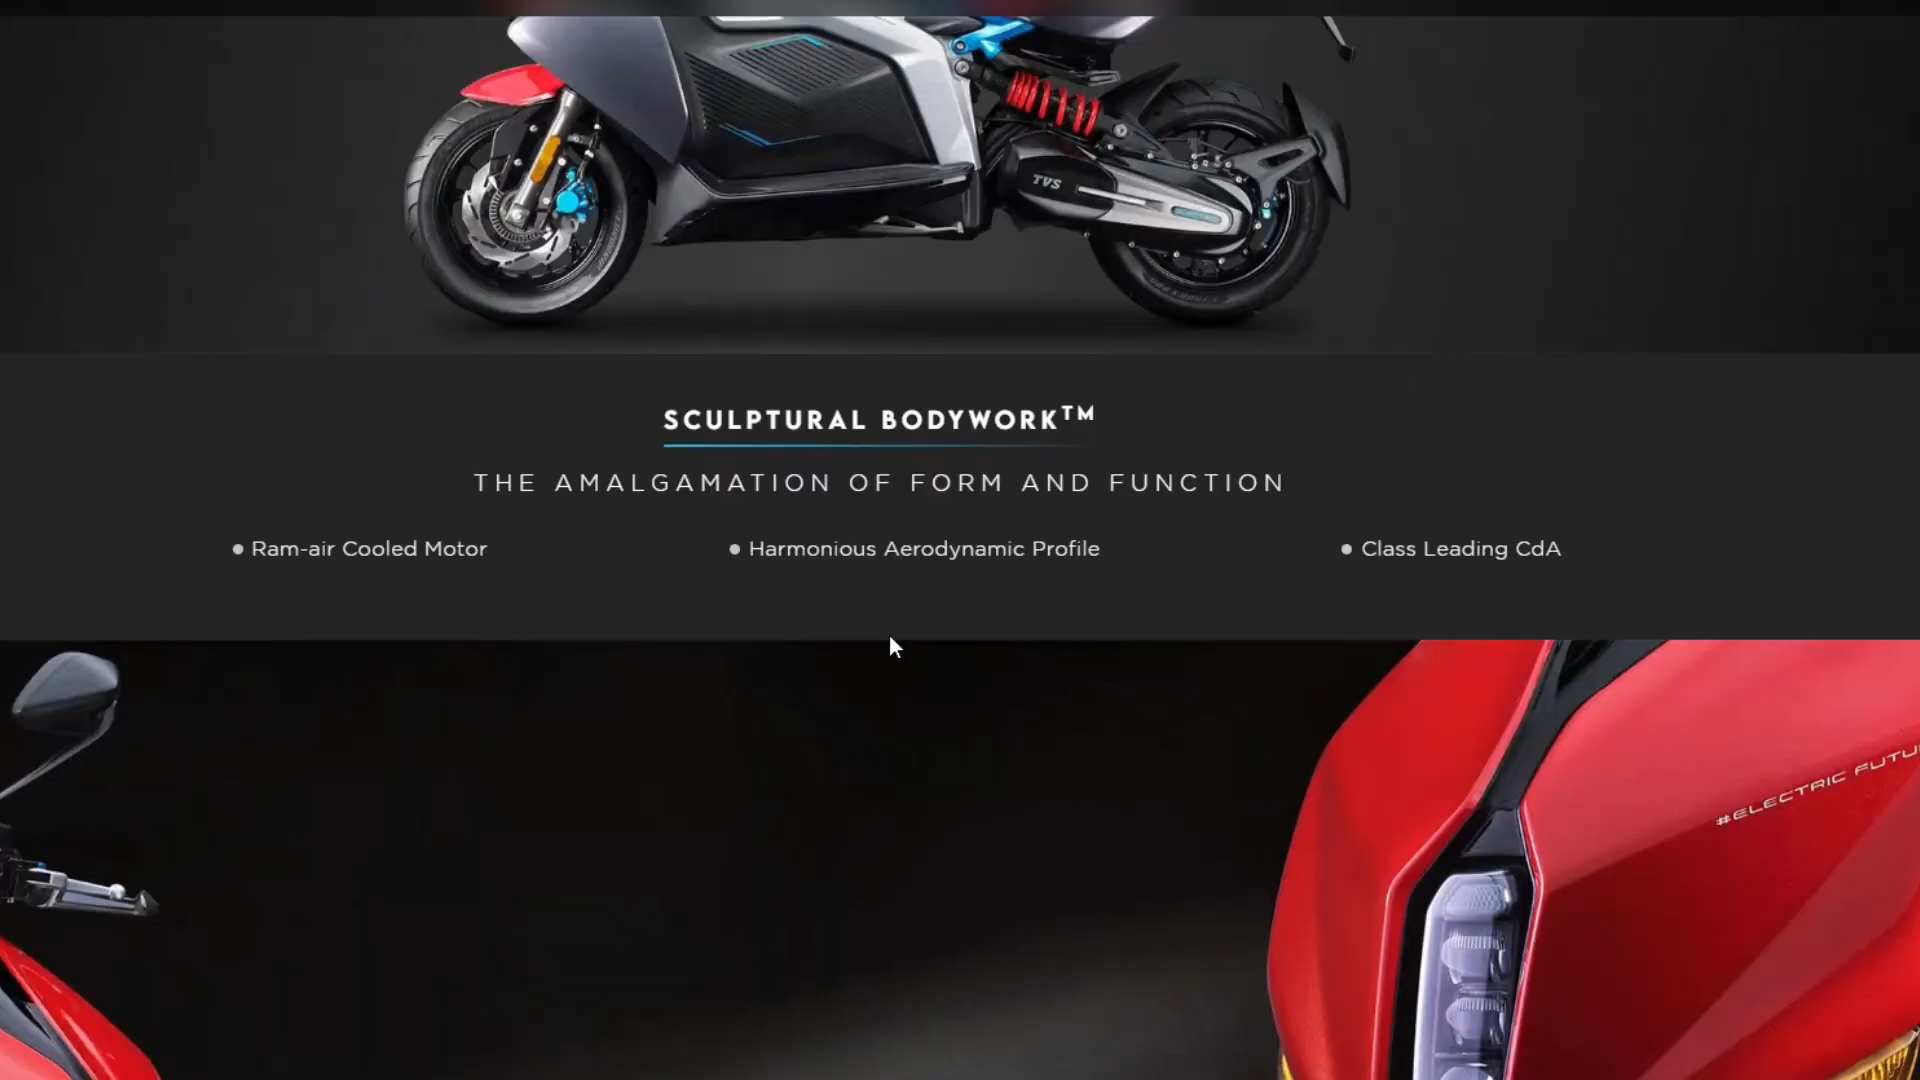 TVS
SCULPTURAL BODYWORK™
THE AMALGAMATION OF FORM AND FUNCTION
Ram-air Cooled Motor
Harmonious Aerodynamic Profile
Class Leading CdA
#ELECTRIC